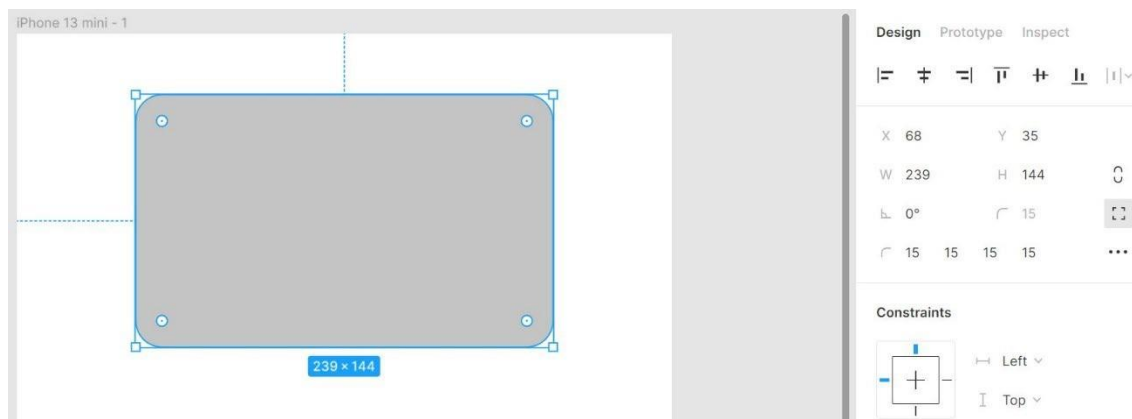 iPhone 13 mini - 1
239 × 144
Design Prototype Inspect
X 68 Y 35
W 239 H 144
0° 15
15 15 15 15
Constraints
Left
Top